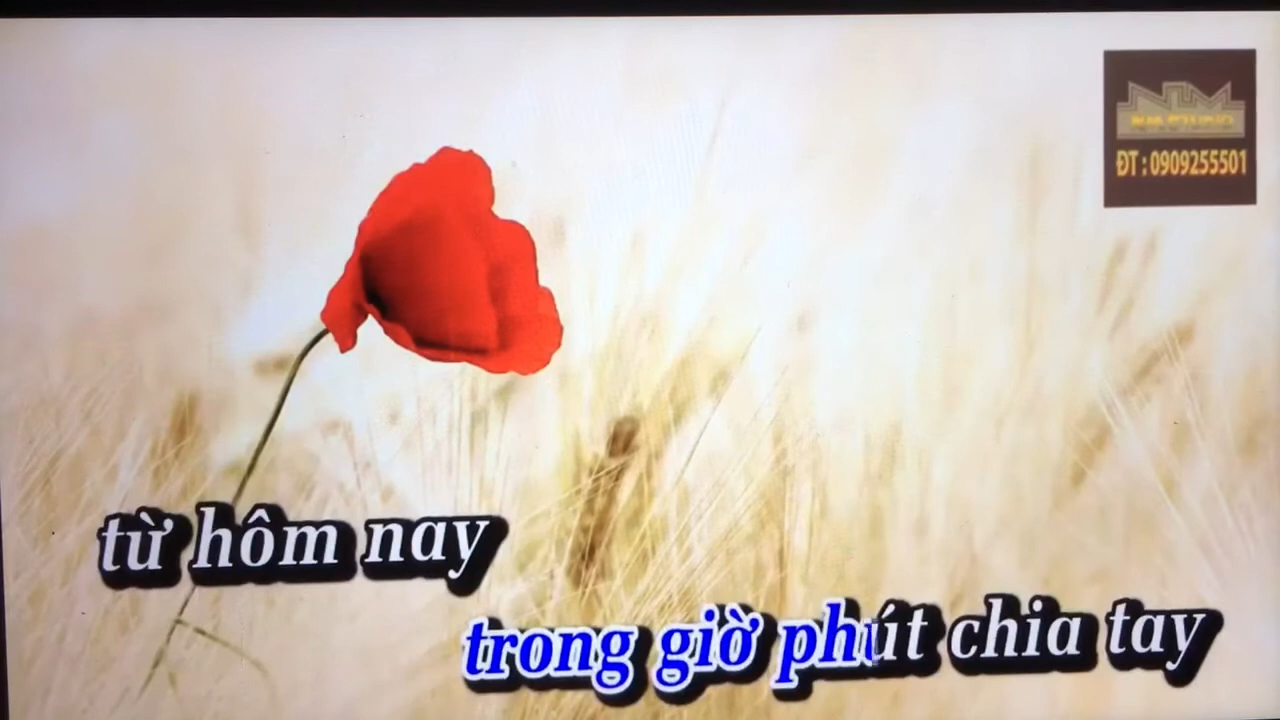 ĐT : 0909255501
từ hôm nay
trong giờ phút chia tay